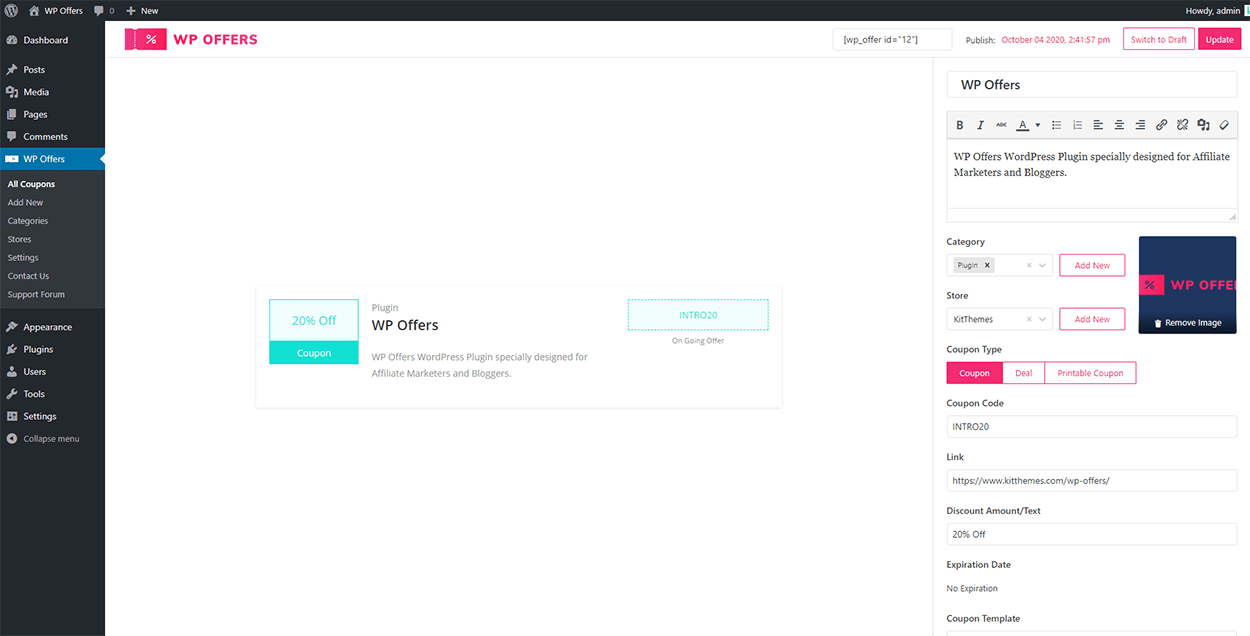 WP Offers 0 New Howdy, admin
Dashboard
Posts
Media
Pages
Comments
WP Offers
All Coupons
Add New
Categories
Stores
Settings
Contact Us
Support Forum
Appearance
Plugins
Users
Tools
Settings
Collapse menu
% WP OFFERS
[wp_offer id="12"] Publish: October 04 2020, 2:41:57 pm Switch to Draft Update
20% Off
Coupon
Plugin
WP Offers
WP Offers WordPress Plugin specially designed for
Affiliate Marketers and Bloggers.
INTRO20
On Going Offer
WP Offers
B I ABC A
WP Offers WordPress Plugin specially designed for Affiliate
Marketers and Bloggers.
Category
Plugin × × Add New
Store
KitThemes × Add New
% WP OFFER
Remove Image
Coupon Type
Coupon Deal Printable Coupon
Coupon Code
INTRO20
Link
https://www.kitthemes.com/wp-offers/
Discount Amount/Text
20% Off
Expiration Date
No Expiration
Coupon Template